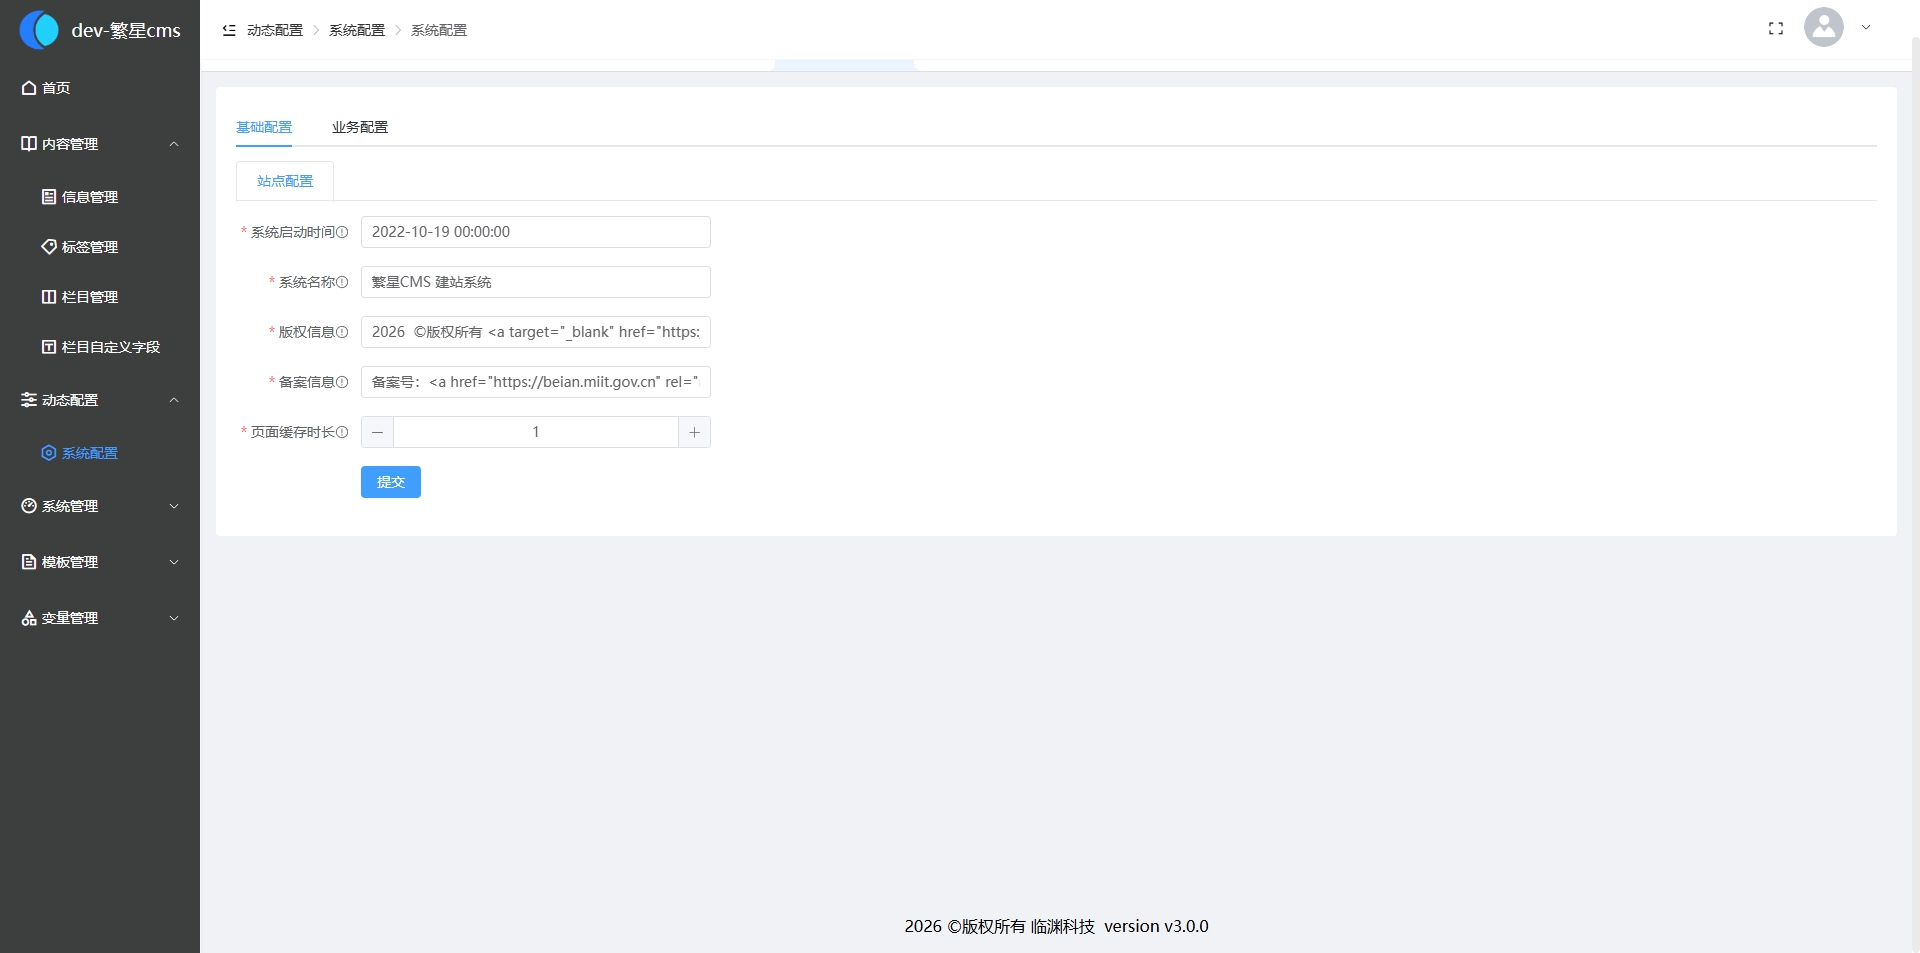 dev-繁星cms
首页
内容管理
信息管理
标签管理
栏目管理
栏目自定义字段
动态配置
系统配置
系统管理
模板管理
变量管理
动态配置 > 系统配置 > 系统配置
基础配置 业务配置
站点配置
* 系统启动时间 2022-10-19 00:00:00
* 系统名称 繁星CMS 建站系统
* 版权信息 2026 ©版权所有 <a target="_blank" href="https:
* 备案信息 备案号：<a href="https://beian.miit.gov.cn" rel="
* 页面缓存时长 1
提交
2026 ©版权所有 临渊科技 version v3.0.0